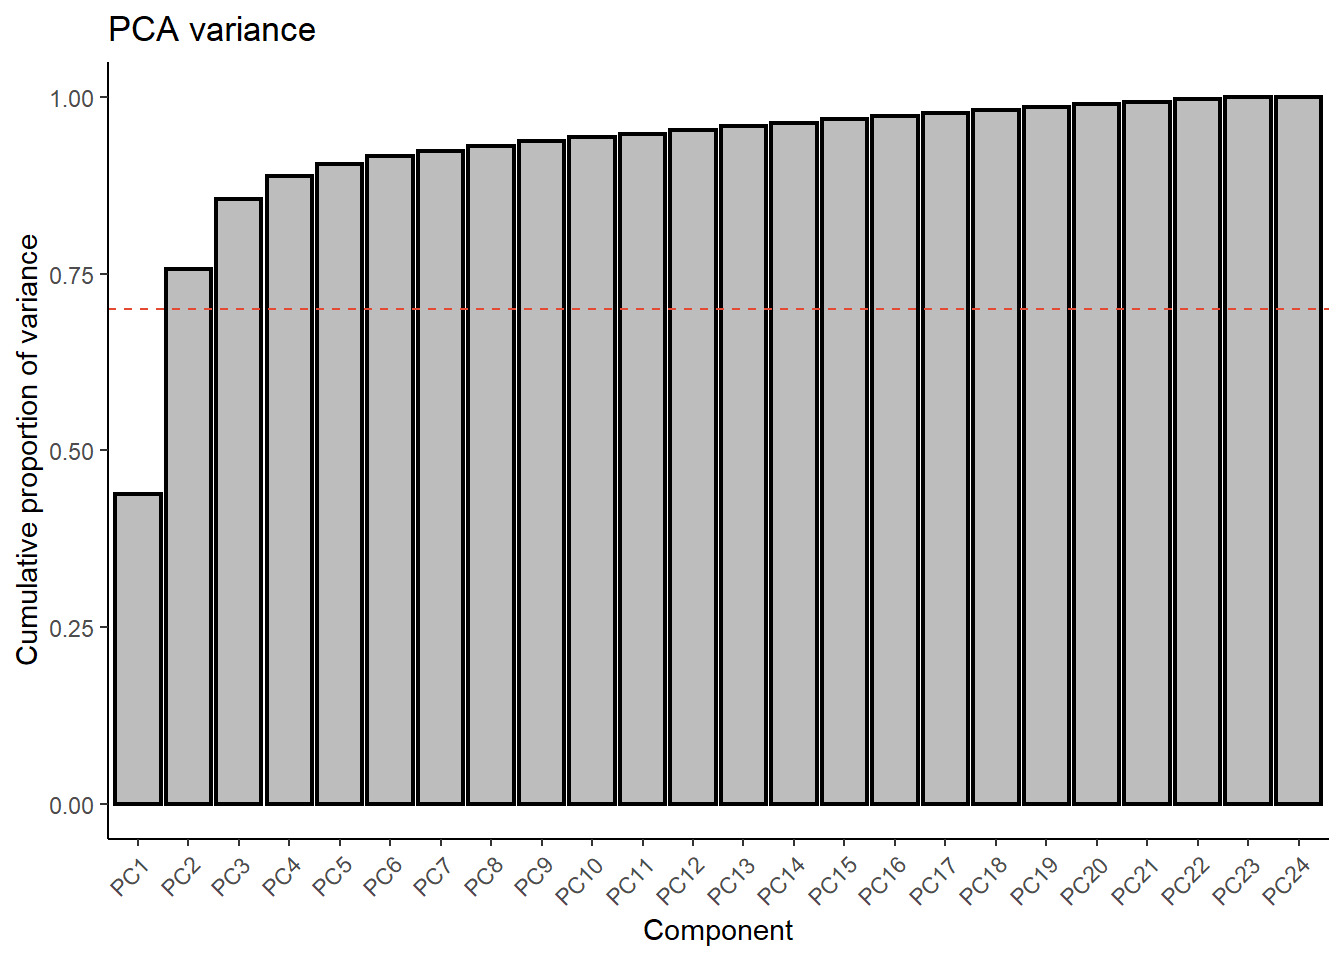 PCA variance
Cumulative proportion of variance
1.00
0.75
0.50
0.25
0.00
PC1 PC2 PC3 PC4 PC5 PC6 PC7 PC8 PC9 PC10 PC11 PC12 PC13 PC14 PC15 PC16 PC17 PC18 PC19 PC20 PC21 PC22 PC23 PC24
Component